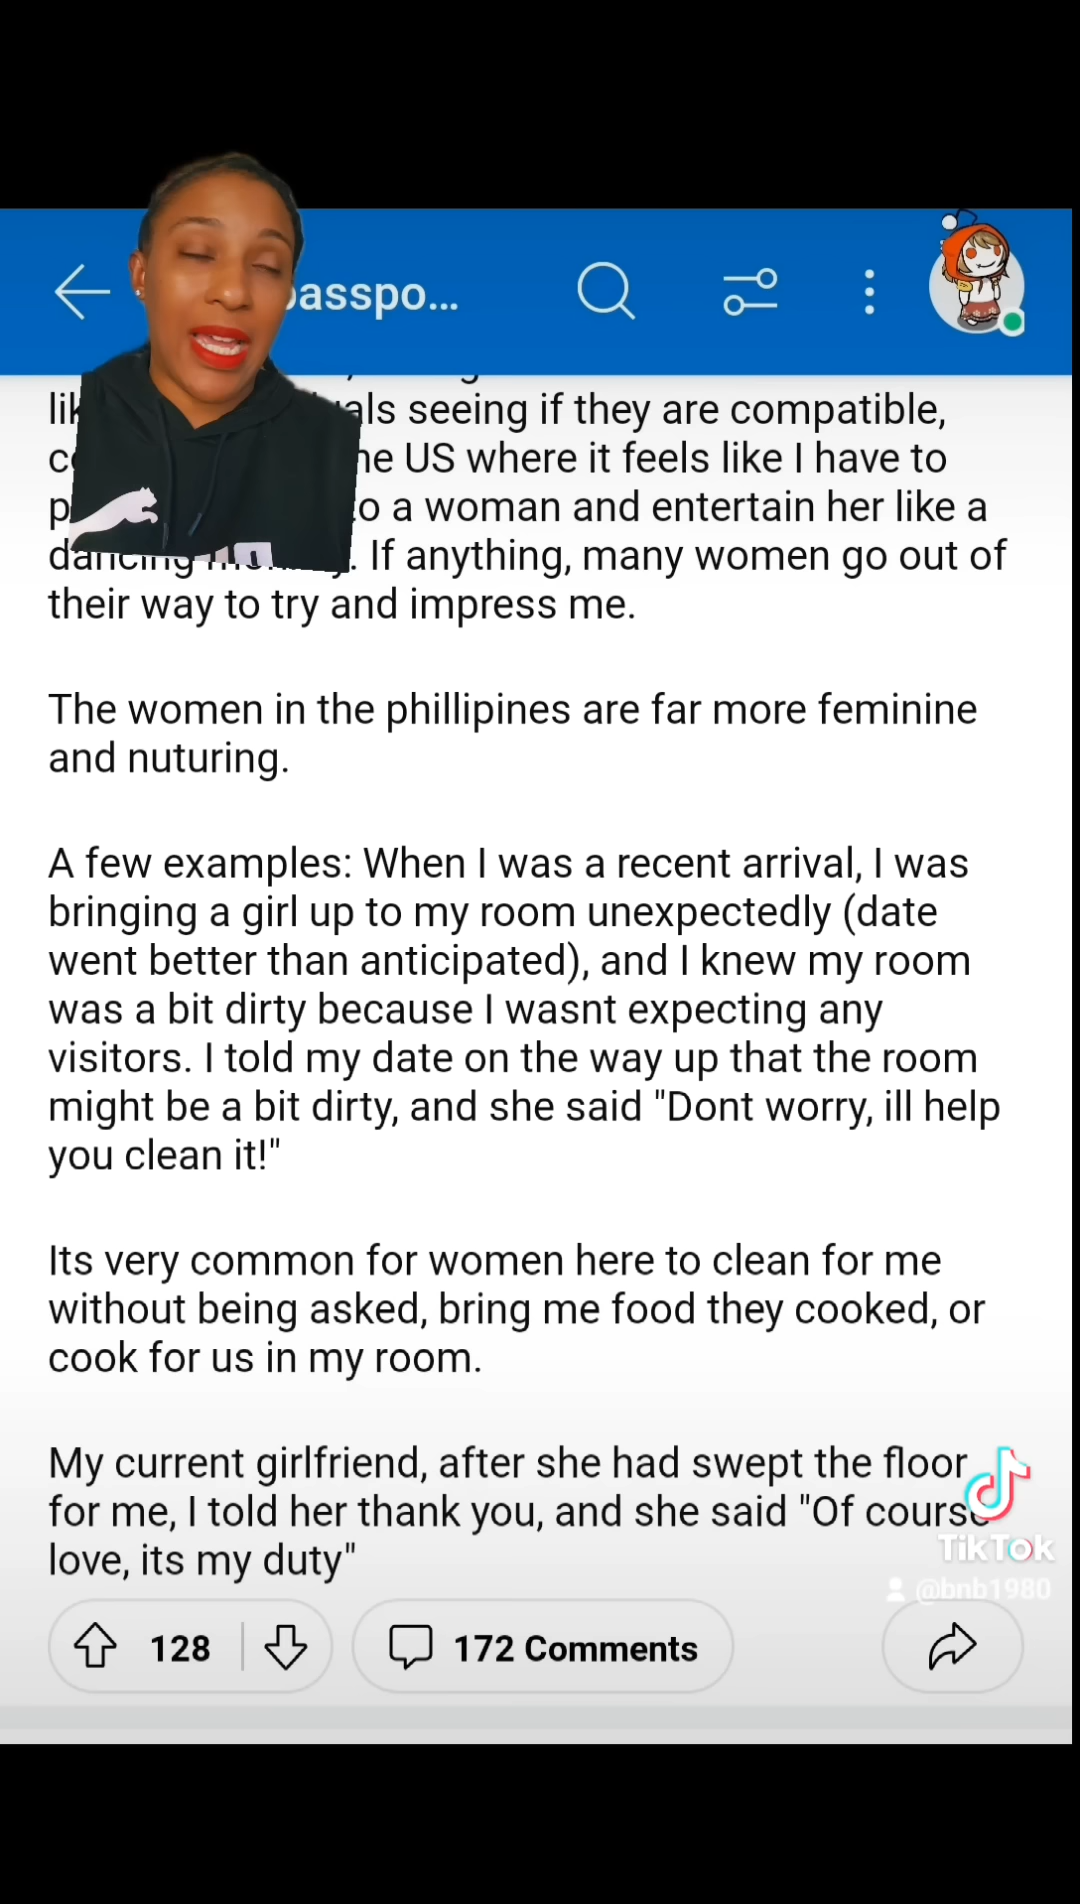 asspo...
als seeing if they are compatible,
he US where it feels like I have to
o a woman and entertain her like a
dancing. If anything, many women go out of
their way to try and impress me.
The women in the phillipines are far more feminine
and nuturing.
A few examples: When I was a recent arrival, I was
bringing a girl up to my room unexpectedly (date
went better than anticipated), and I knew my room
was a bit dirty because I wasnt expecting any
visitors. I told my date on the way up that the room
might be a bit dirty, and she said "Dont worry, ill help
you clean it!"
Its very common for women here to clean for me
without being asked, bring me food they cooked, or
cook for us in my room.
My current girlfriend, after she had swept the floor
for me, I told her thank you, and she said "Of course
love, its my duty"
TikTok
@bnb1980
128
172 Comments